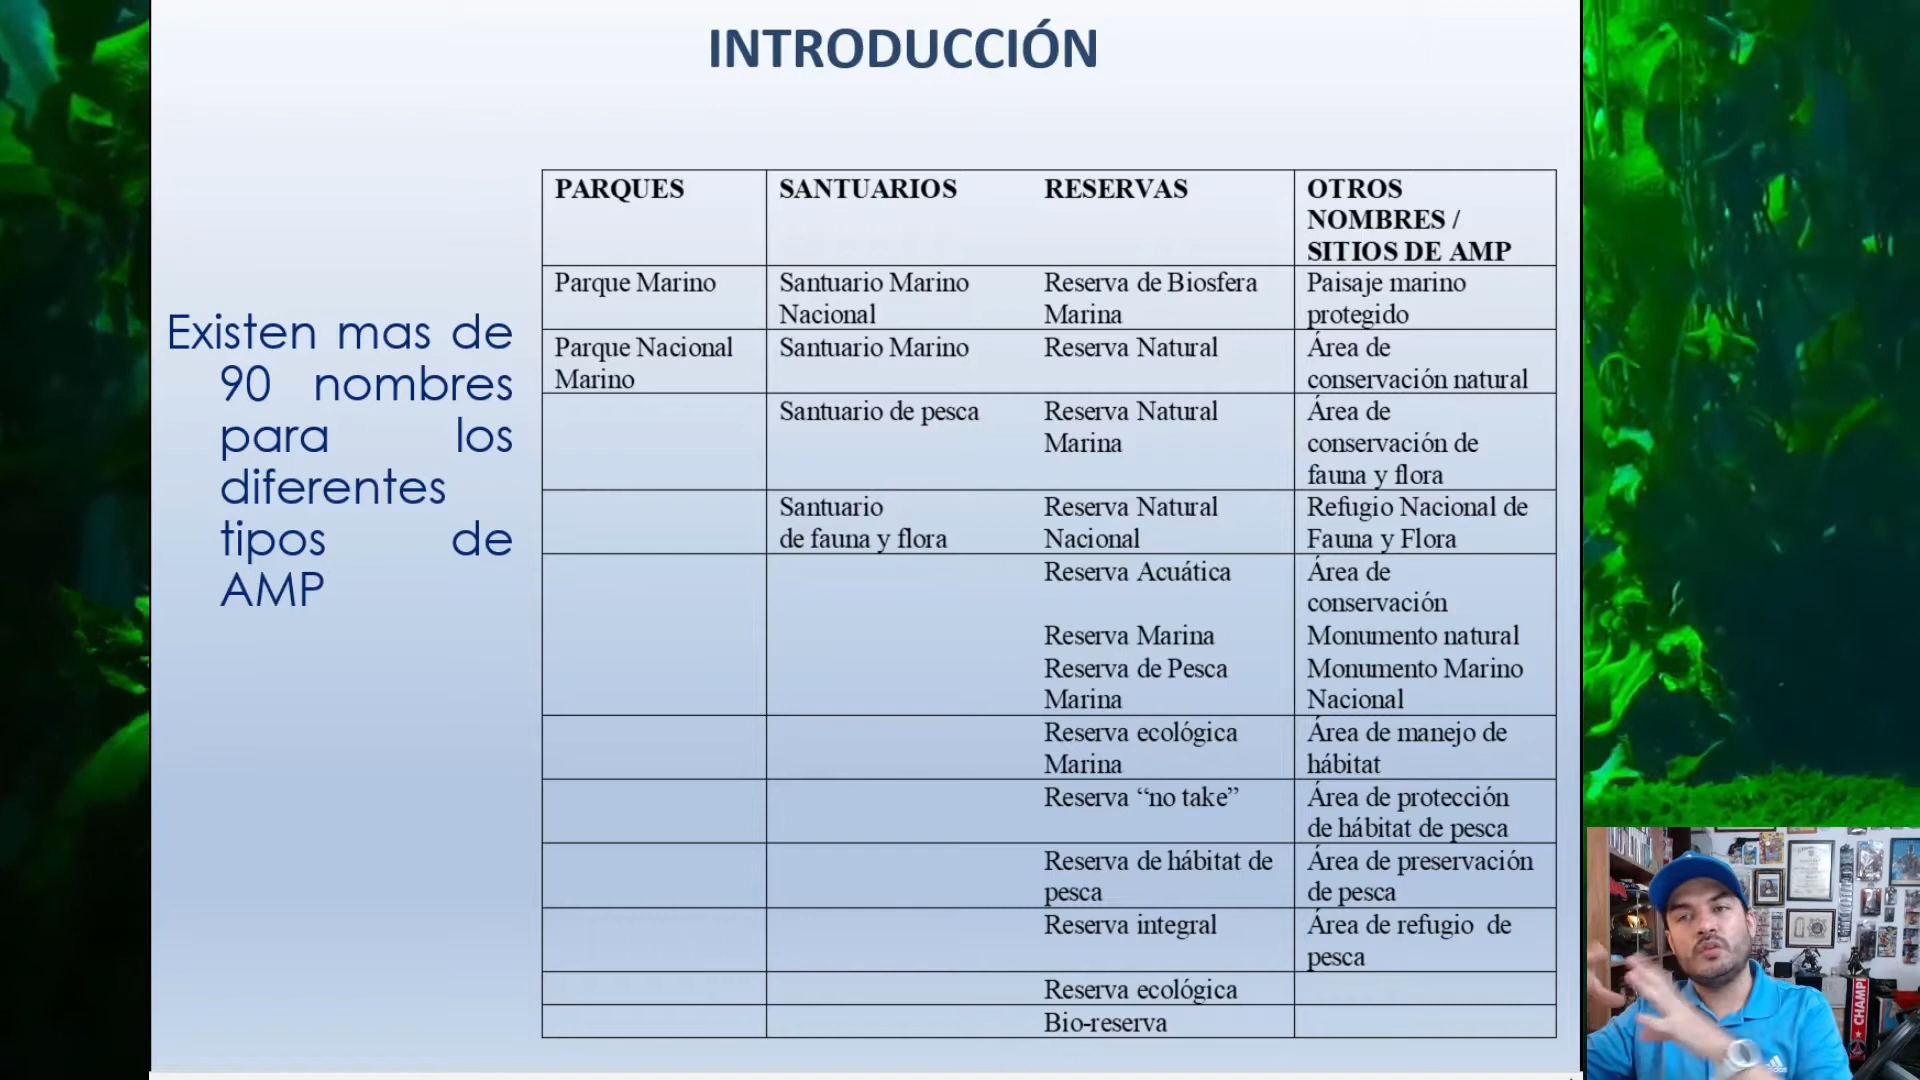 INTRODUCCIÓN
Existen mas de
90 nombres
para los
diferentes
tipos de
AMP
PARQUES
SANTUARIOS
RESERVAS
OTROS
NOMBRES /
SITIOS DE AMP
Parque Marino
Santuario Marino
Nacional
Reserva de Biosfera
Marina
Paisaje marino
protegido
Parque Nacional
Marino
Santuario Marino
Reserva Natural
Área de
conservación natural
Santuario de pesca
Reserva Natural
Marina
Área de
conservación de
fauna y flora
Santuario
de fauna y flora
Reserva Natural
Nacional
Refugio Nacional de
Fauna y Flora
Reserva Acuática
Área de
conservación
Reserva Marina
Monumento natural
Reserva de Pesca
Marina
Monumento Marino
Nacional
Reserva ecológica
Marina
Área de manejo de
hábitat
Reserva “no take”
Área de protección
de hábitat de pesca
Reserva de hábitat de
pesca
Área de preservación
de pesca
Reserva integral
Área de refugio de
pesca
Reserva ecológica
Bio-reserva
CHAMPI
adidas